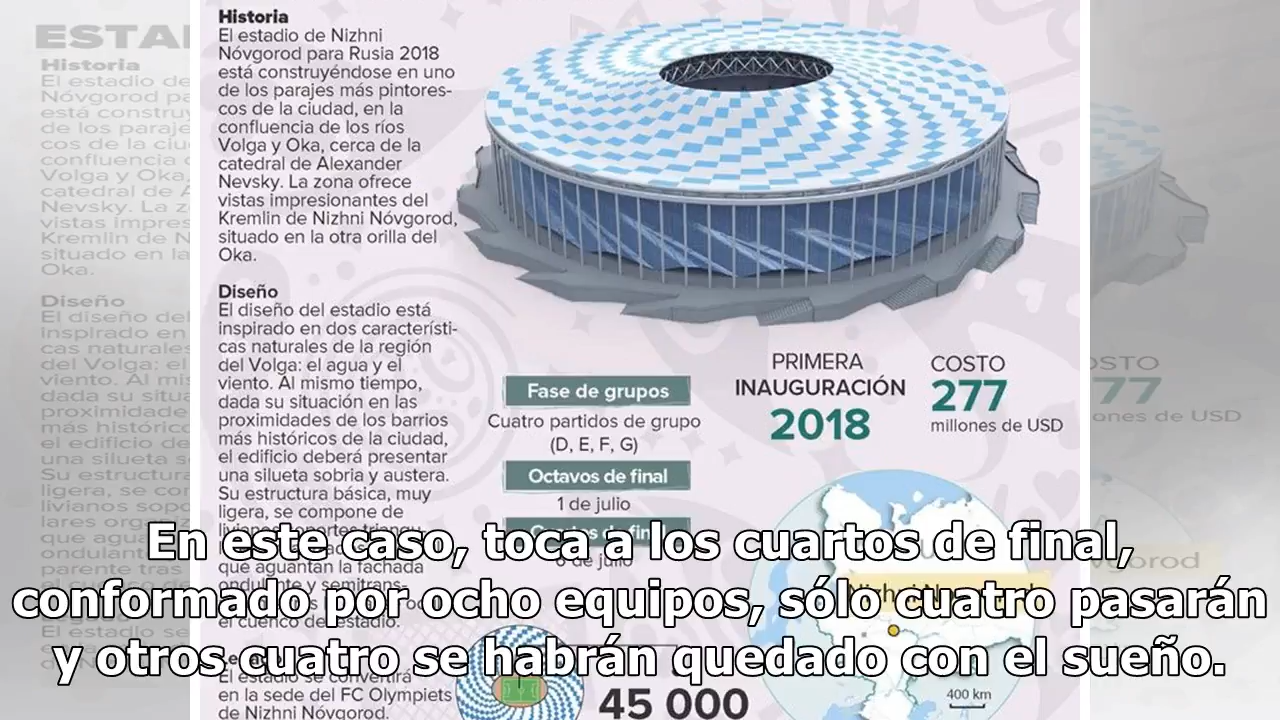 ESTA
Historia
El estadio de Nizhni
Nóvgorod para Rusia 2018
está construyéndose en uno
de los parajes más pintores-
cos de la ciudad, en la
confluencia de los ríos
Volga y Oka, cerca de la
catedral de Alexander
Nevsky. La zona ofrece
vistas impresionantes del
Kremlin de Nizhni Nóvgorod,
situado en la otra orilla del
Oka.
Diseño
El diseño del estadio está
inspirado en dos característi-
cas naturales de la región
del Volga: el agua y el
viento. Al mismo tiempo,
dada su situación en las
proximidades de los barrios
más históricos de la ciudad,
el edificio deberá presentar
una silueta sobria y austera.
Su estructura básica, muy
ligera, se compone de
que aguantan la fachada
ondulante y semitrans-
el cuenco del estadio.
El estadio se convertirá
en la sede del FC Olympiets
de Nizhni Nóvgorod.
Fase de grupos
Cuatro partidos de grupo
(D, E, F, G)
Octavos de final
1 de julio
6 de julio
PRIMERA
INAUGURACIÓN
2018
COSTO
277
millones de USD
45 000
400 km
En este caso, toca a los cuartos de final,
conformado por ocho equipos, sólo cuatro pasarán
y otros cuatro se habrán quedado con el sueño.